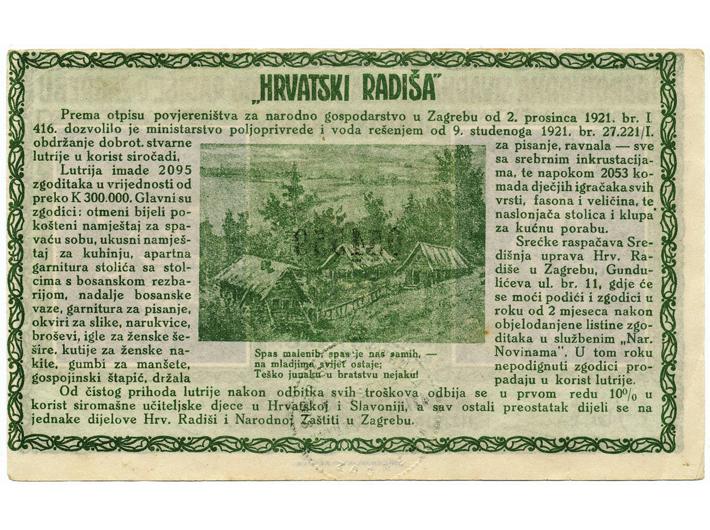 „HRVATSKI RADIŠA“
Prema otpisu povjereništva za narodno gospodarstvo u Zagrebu od 2. prosinca 1921. br. I
416. dozvolilo je ministarstvo poljoprivrede i voda rešenjem od 9. studenoga 1921. br. 27.221/I.
obdržanje dobrot. stvarne
lutrije u korist siročadi,
Lutrija imade 2095
zgoditaka u vrijednosti od
preko K 300.000. Glavni su
zgodici: otmeni bijeli po-
košteni namještaj za spa-
vaću sobu, ukusni namješ-
taj za kuhinju, aparna
garnitura stolića sa stol-
cima s bosanskom rezba-
rijom, nadalje bosanske
vaze, garnitura za pisanje,
okviri za slike, narukvice,
broševi, igle za ženske še-
šire, kutije za ženske na-
kite, gumbi za manšete,
gospojinski štapić, držala
za pisanje, ravnala — sve
sa srebrnim inkrustacija-
ma, te napokom 2053 ko-
mada dječjih igračaka svih
vrsti, fasona i veličina, te
naslonjača stolica i klupa
za kućnu porabu.
Srećke raspačava Sre-
dišnja uprava Hrv. Ra-
diše u Zagrebu, Gundu-
lićeva ul. br. 11, gdje će
se moći podići i zgodici u
roku od 2 mjeseca nakon
objelodanjene listine zgo-
ditaka u službenim „Nar.
Novinama“. U tom roku
nepodignuti zgodici pro-
padaju u korist lutrije.
Spas malenih, spas je nas samih, —
na mladjima svijet ostaje;
Teško junaku u bratstvu nejaku!
Od čistog prihoda lutrije nakon odbitka svih troškova odbija se u prvom redu 10% u
korist siromašne učiteljske djece u Hrvatskoj i Slavoniji, a sav ostali preostatak dijeli se na
jednake dijelove Hrv. Radiši i Narodnoj Zaštiti u Zagrebu.